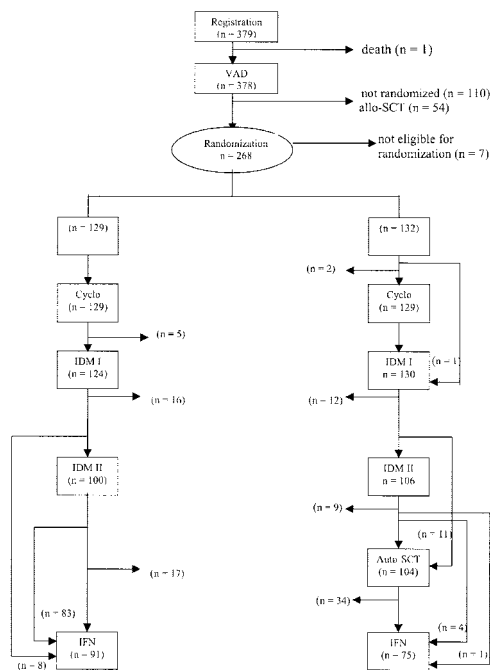 Registration
(n = 379)
death (n = 1)
VAD
(n = 378)
not randomized (n = 110)
allo-SCT (n = 54)
Randomization
n = 268
not eligible for
randomization (n = 7)
(n = 129)
(n = 132)
(n = 2)
Cyclo
(n = 129)
Cyclo
(n = 129)
(n = 5)
IDM I
(n = 124)
IDM I
n = 130
(n = 1)
(n = 16)
(n = 12)
IDM II
(n = 100)
IDM II
n = 106
(n = 9)
(n = 11)
(n = 17)
Auto SCT
(n = 104)
(n = 34)
(n = 83)
(n = 4)
IFN
(n = 91)
IFN
(n = 75)
(n = 8)
(n = 1)